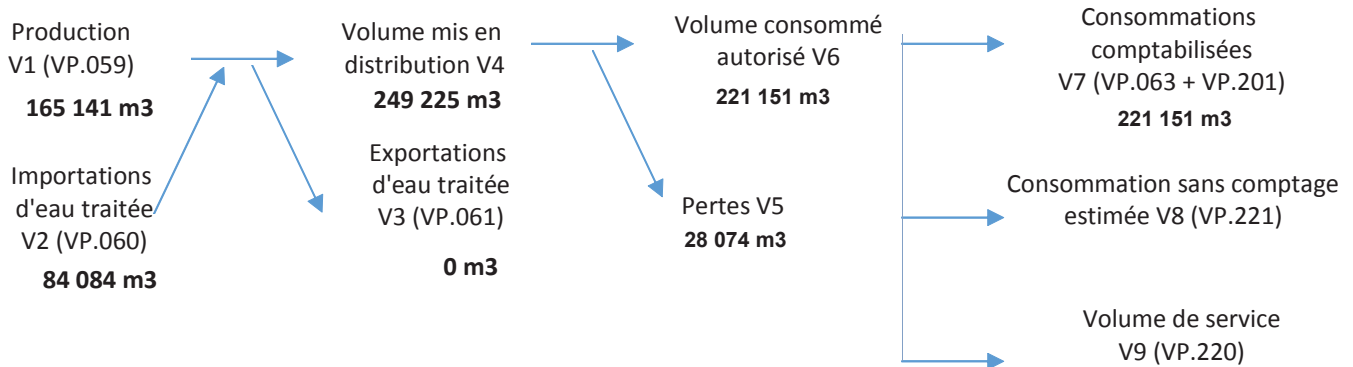 Production
V1 (VP.059)
165 141 m3
Importations
d'eau traitée
V2 (VP.060)
84 084 m3
Volume mis en
distribution V4
249 225 m3
Exportations
d'eau traitée
V3 (VP.061)
0 m3
Volume consommé
autorisé V6
221 151 m3
Pertes V5
28 074 m3
Consommations
comptabilisées
V7 (VP.063 + VP.201)
221 151 m3
Consommation sans comptage
estimée V8 (VP.221)
Volume de service
V9 (VP.220)